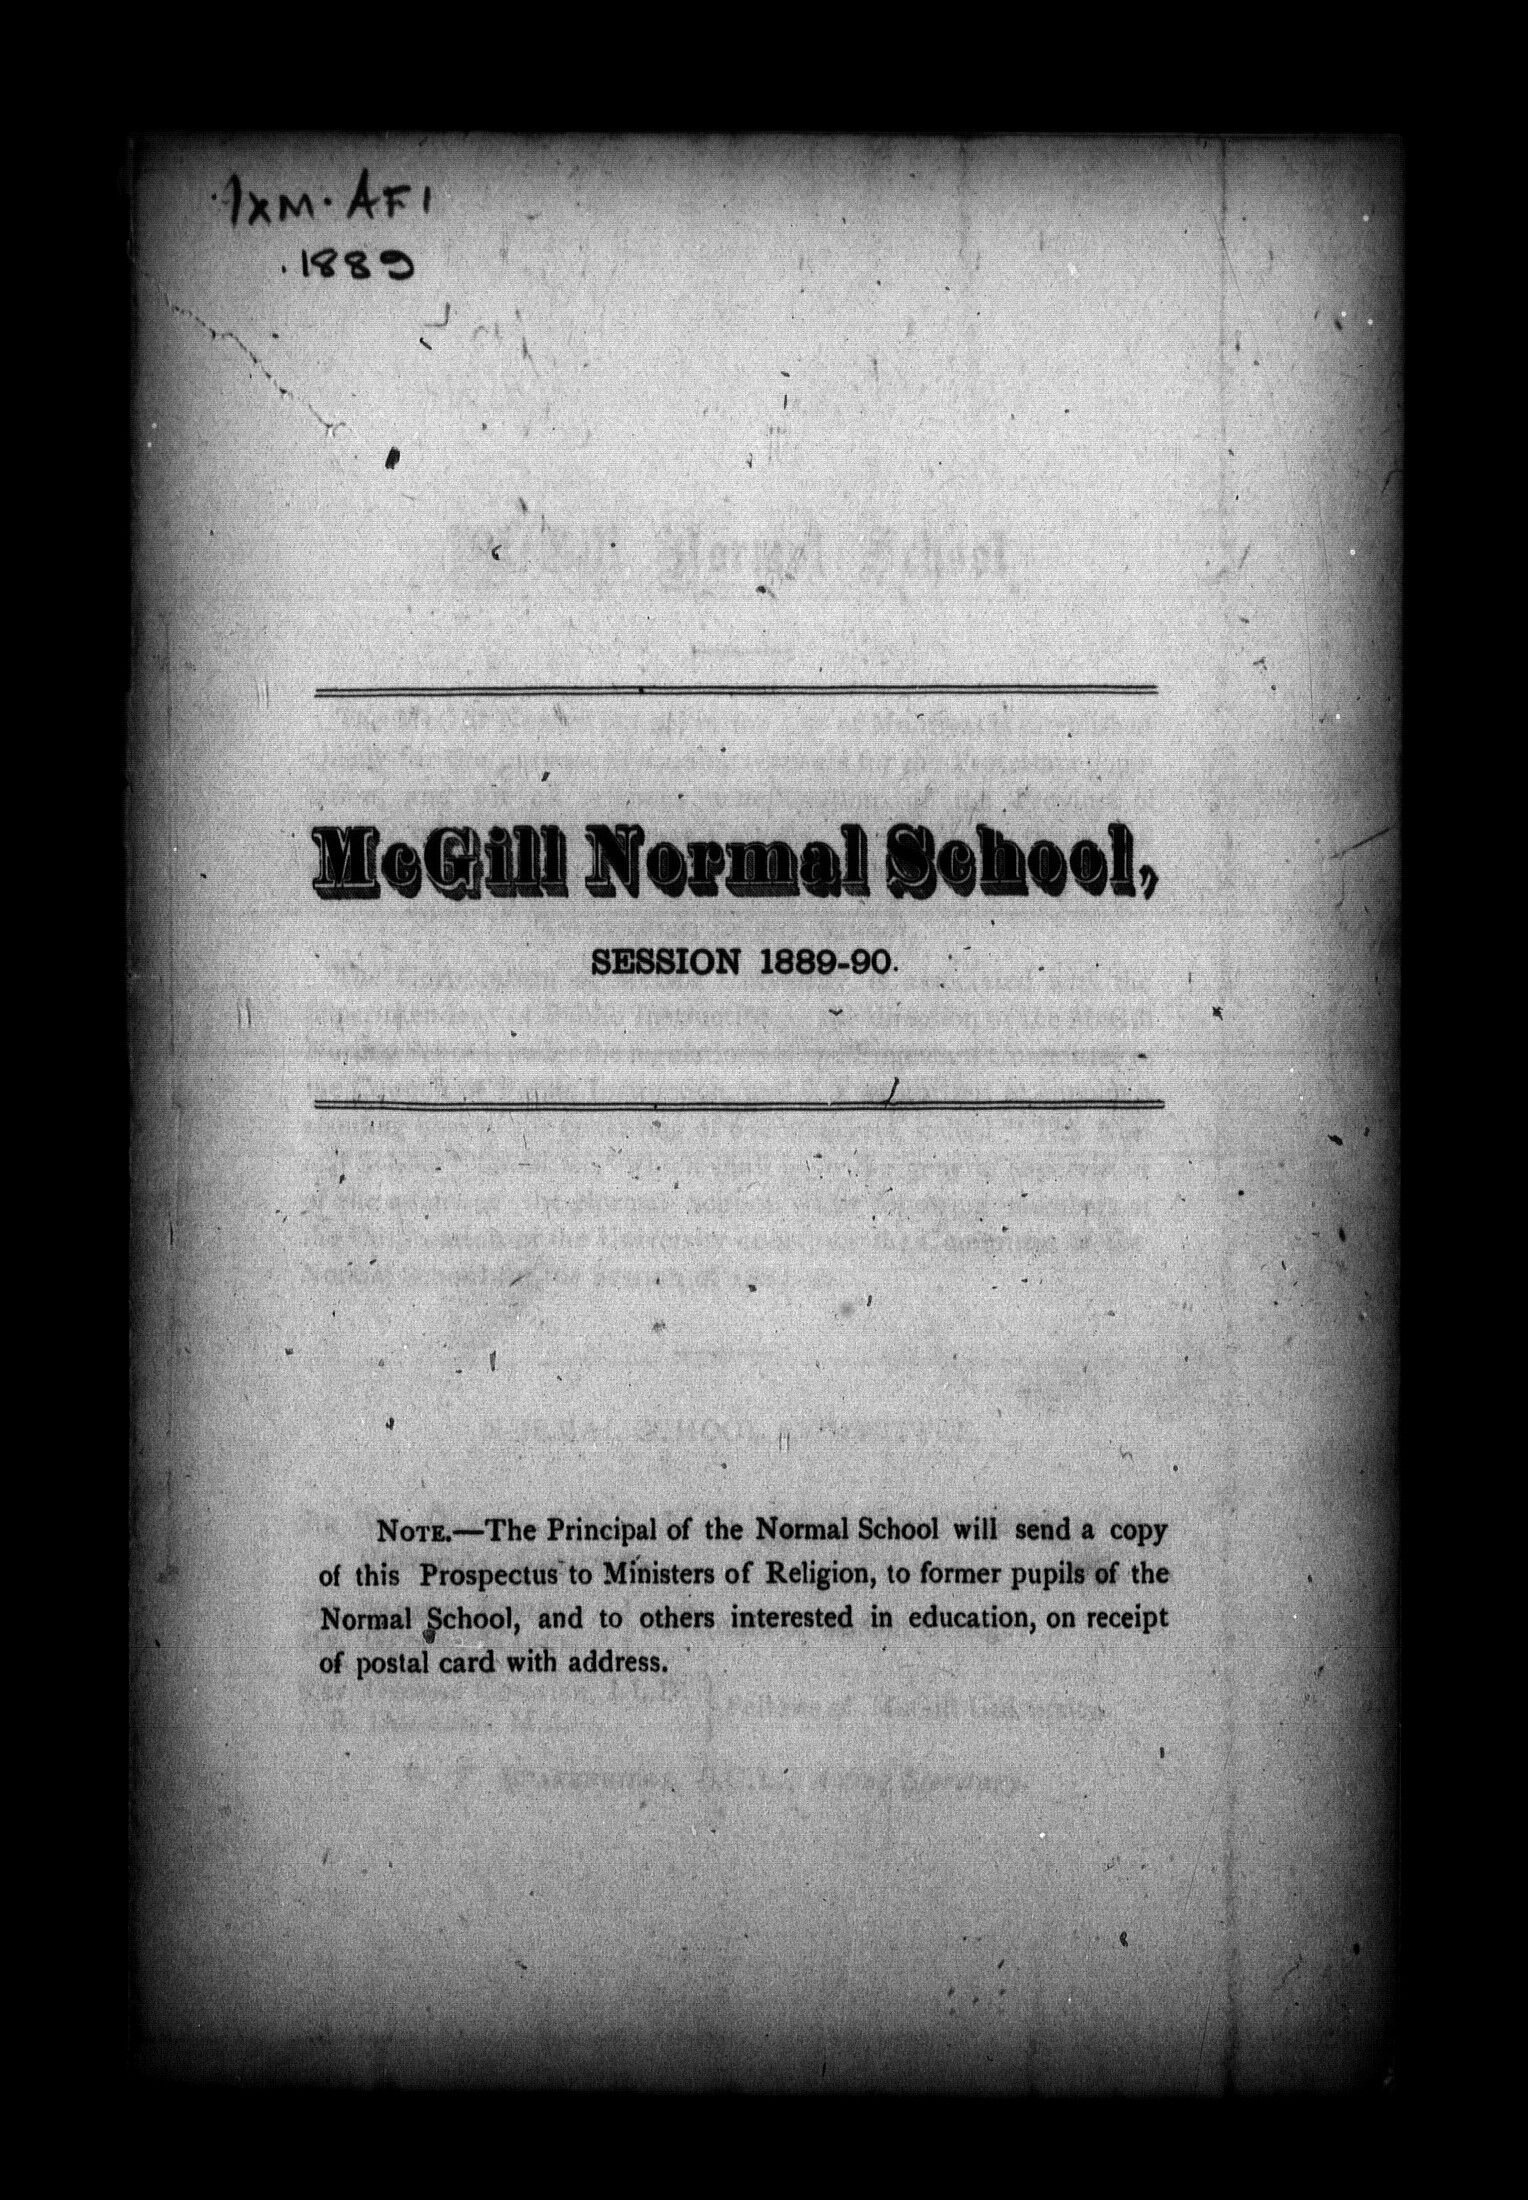 1XM·AF1
.1889
McGill Normal School,
SESSION 1889-90.
NOTE.—The Principal of the Normal School will send a copy
of this Prospectus to Ministers of Religion, to former pupils of the
Normal School, and to others interested in education, on receipt
of postal card with address.